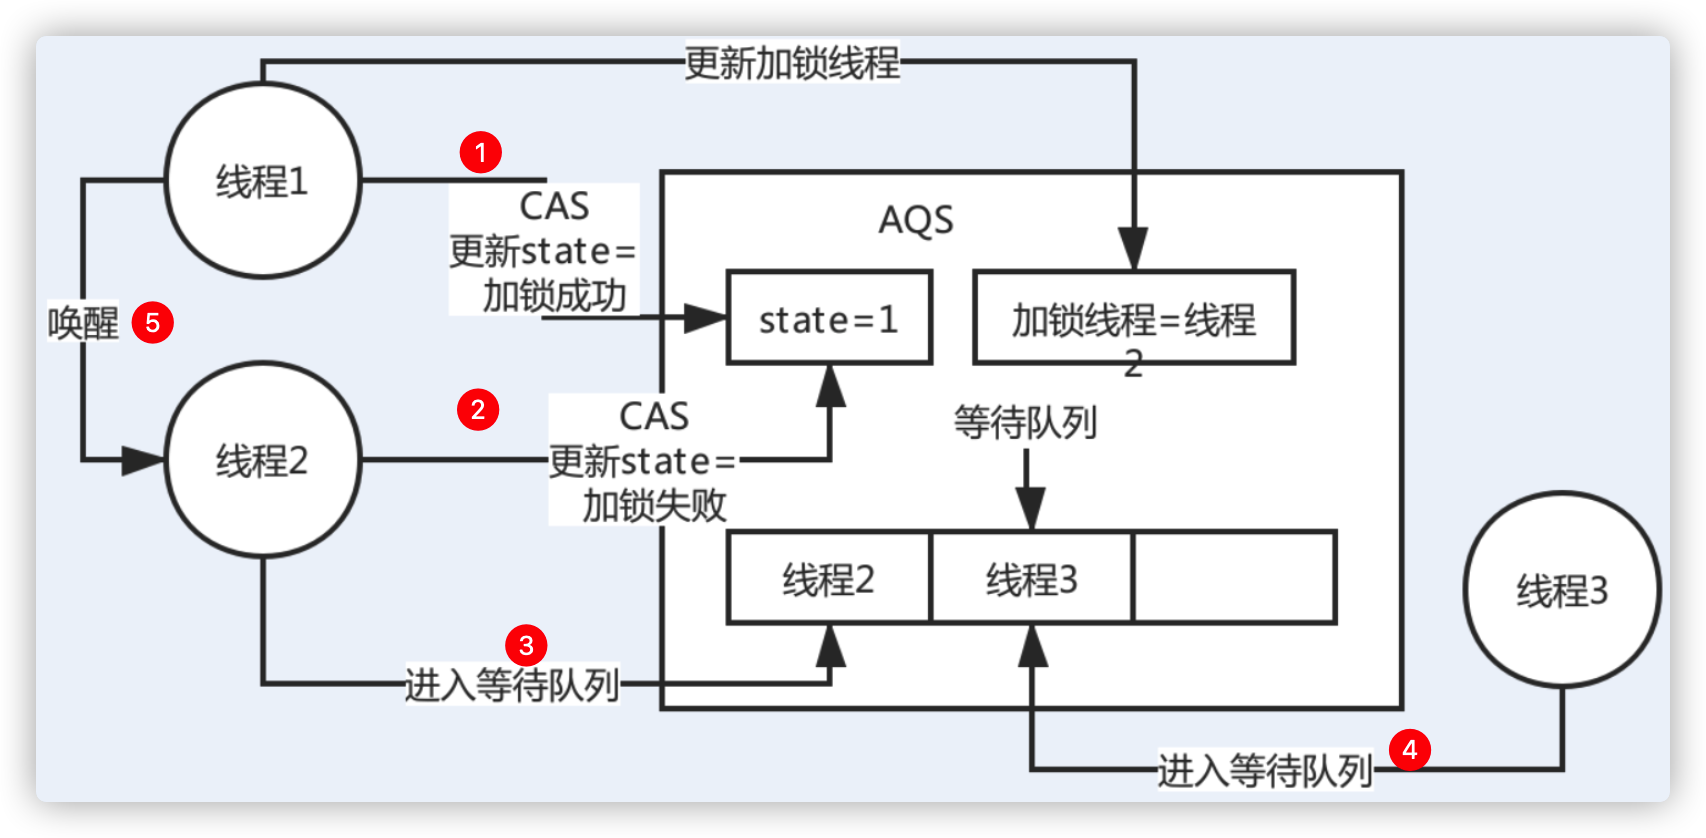 更新加锁线程
线程1
1
CAS
更新state=
加锁成功
AQS
state=1
加锁线程=线程
2
唤醒
5
2
CAS
更新state=
加锁失败
线程2
等待队列
线程2
线程3
线程3
3
进入等待队列
4
进入等待队列